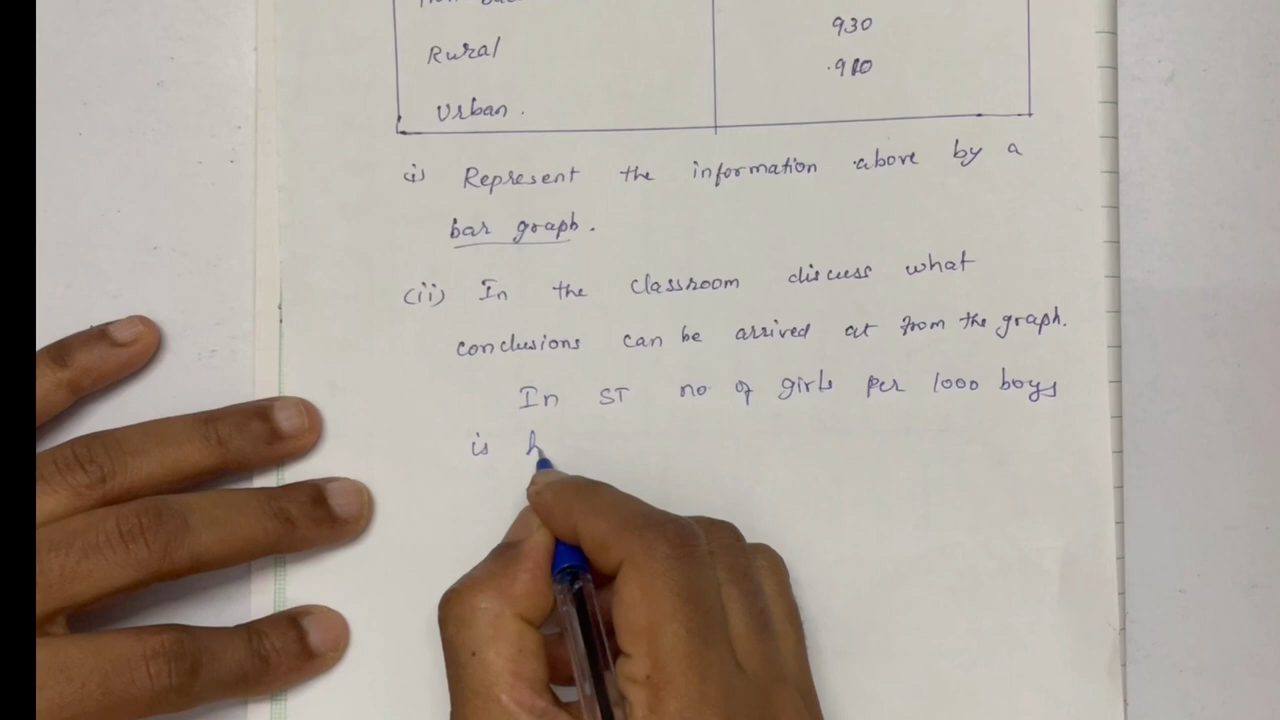 930
Rural
.910
Urban.
(i) Represent the information above by a
bar graph.
(ii) In the classroom discuss what
conclusions can be arrived at from the graph.
In ST no. of girls per 1000 boys
is h